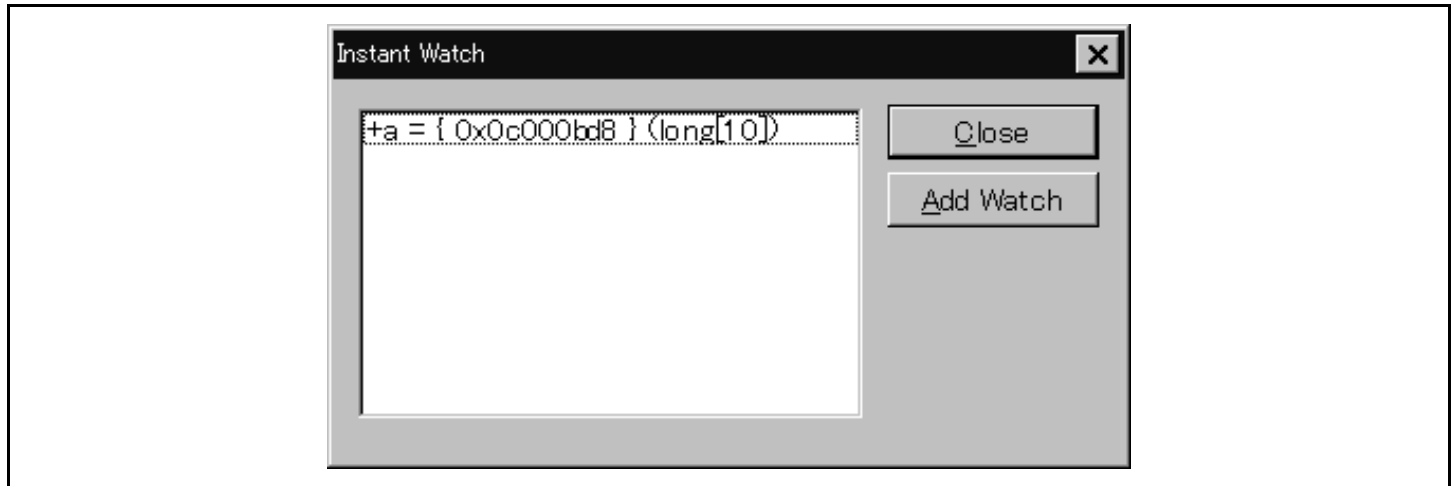 Instant Watch
+a = { 0x0c000bd8 } (long[10])
Close
Add Watch